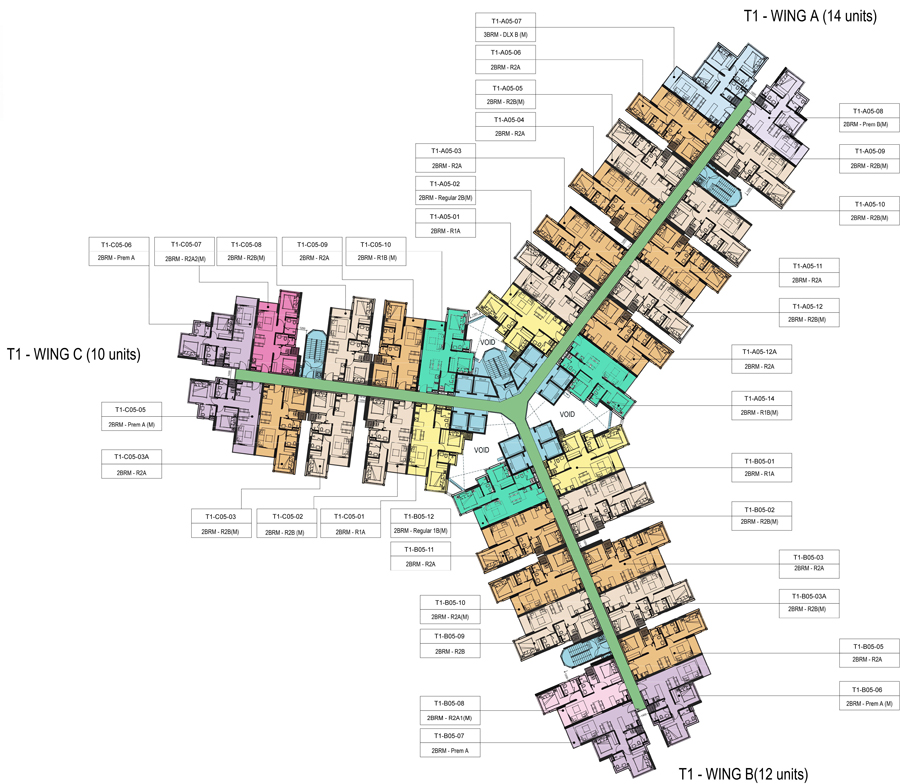 T1 - WING A (14 units)
T1-A05-07
3BRM - DLX B (M)
T1-A05-06
2BRM - R2A
T1-A05-05
2BRM - R2B(M)
T1-A05-04
2BRM - R2A
T1-A05-03
2BRM - R2A
T1-A05-02
2BRM - Regular 2B(M)
T1-A05-01
2BRM - R1A
T1-A05-08
2BRM - Prem B(M)
T1-A05-09
2BRM - R2B(M)
T1-A05-10
2BRM - R2B(M)
T1-A05-11
2BRM - R2A
T1-A05-12
2BRM - R2B(M)
T1-A05-12A
2BRM - R2A
T1-A05-14
2BRM - R1B(M)
T1-C05-06
2BRM - Prem A
T1-C05-07
2BRM - R2A2(M)
T1-C05-08
2BRM - R2B(M)
T1-C05-09
2BRM - R2A
T1-C05-10
2BRM - R1B (M)
T1 - WING C (10 units)
VOID
VOID
VOID
T1-C05-05
2BRM - Prem A (M)
T1-C05-03A
2BRM - R2A
T1-C05-03
2BRM - R2B(M)
T1-C05-02
2BRM - R2B (M)
T1-C05-01
2BRM - R1A
T1-B05-12
2BRM - Regular 1B(M)
T1-B05-11
2BRM - R2A
T1-B05-10
2BRM - R2A(M)
T1-B05-09
2BRM - R2B
T1-B05-08
2BRM - R2A1(M)
T1-B05-07
2BRM - Prem A
T1-B05-01
2BRM - R1A
T1-B05-02
2BRM - R2B(M)
T1-B05-03
2BRM - R2A
T1-B05-03A
2BRM - R2B(M)
T1-B05-05
2BRM - R2A
T1-B05-06
2BRM - Prem A (M)
T1 - WING B(12 units)